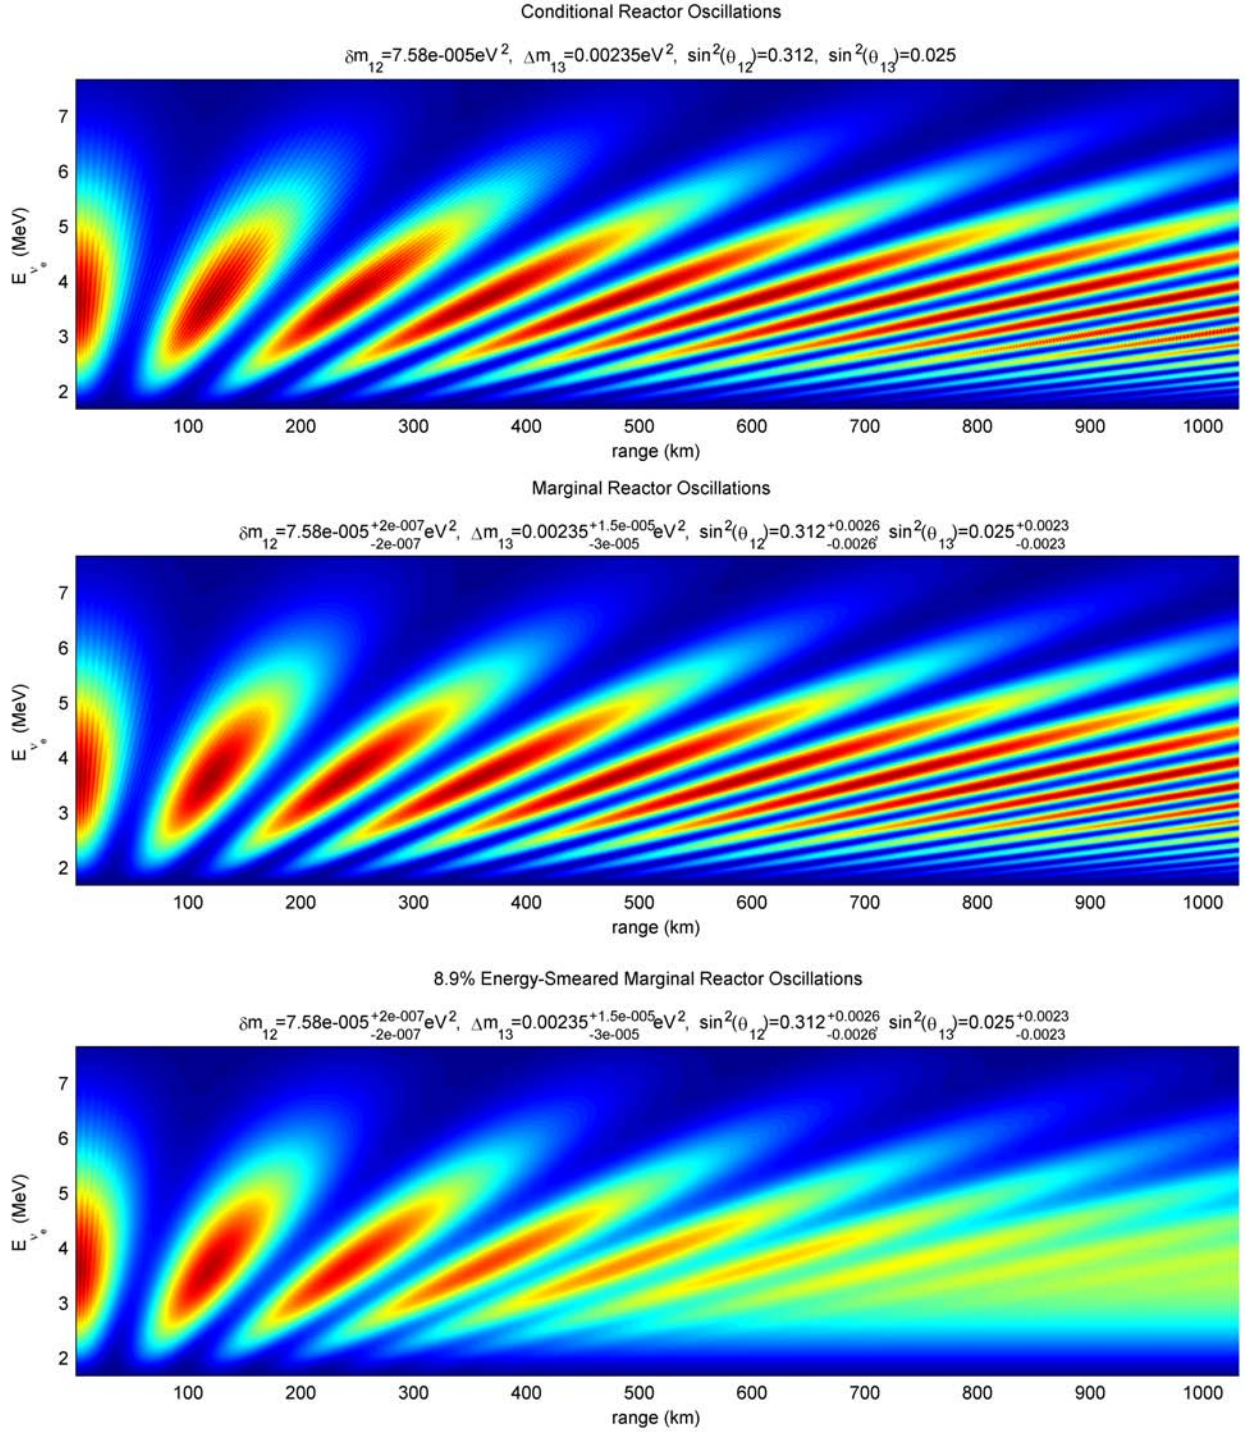 Conditional Reactor Oscillations
δm12=7.58e-005eV2, Δm13=0.00235eV2, sin2(θ12)=0.312, sin2(θ13)=0.025
7
6
5
4
3
2
Eνe (MeV)
100 200 300 400 500 600 700 800 900 1000
range (km)
Marginal Reactor Oscillations
δm12=7.58e-005+2e-007-2e-007eV2, Δm13=0.00235+1.5e-005-3e-005eV2, sin2(θ12)=0.312+0.0026-0.0026, sin2(θ13)=0.025+0.0023-0.0023
7
6
5
4
3
2
Eνe (MeV)
100 200 300 400 500 600 700 800 900 1000
range (km)
8.9% Energy-Smeared Marginal Reactor Oscillations
δm12=7.58e-005+2e-007-2e-007eV2, Δm13=0.00235+1.5e-005-3e-005eV2, sin2(θ12)=0.312+0.0026-0.0026, sin2(θ13)=0.025+0.0023-0.0023
7
6
5
4
3
2
Eνe (MeV)
100 200 300 400 500 600 700 800 900 1000
range (km)